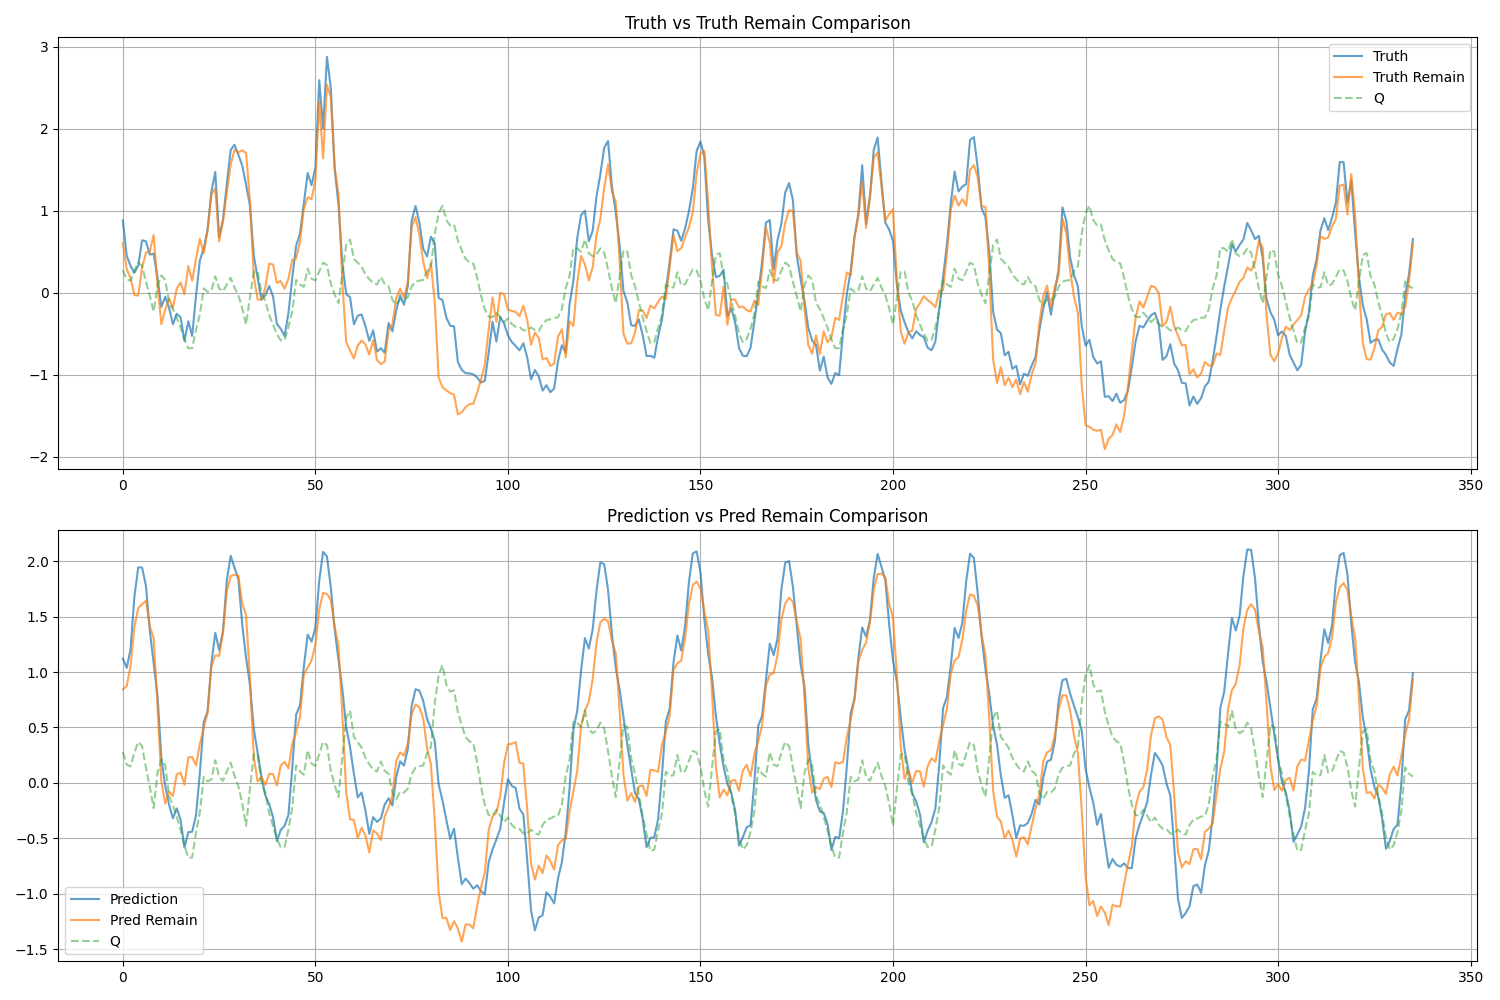 Truth vs Truth Remain Comparison
3
2
1
0
−1
−2
Truth
Truth Remain
Q
0 50 100 150 200 250 300 350
Prediction vs Pred Remain Comparison
2.0
1.5
1.0
0.5
0.0
−0.5
−1.0
−1.5
Prediction
Pred Remain
Q
0 50 100 150 200 250 300 350